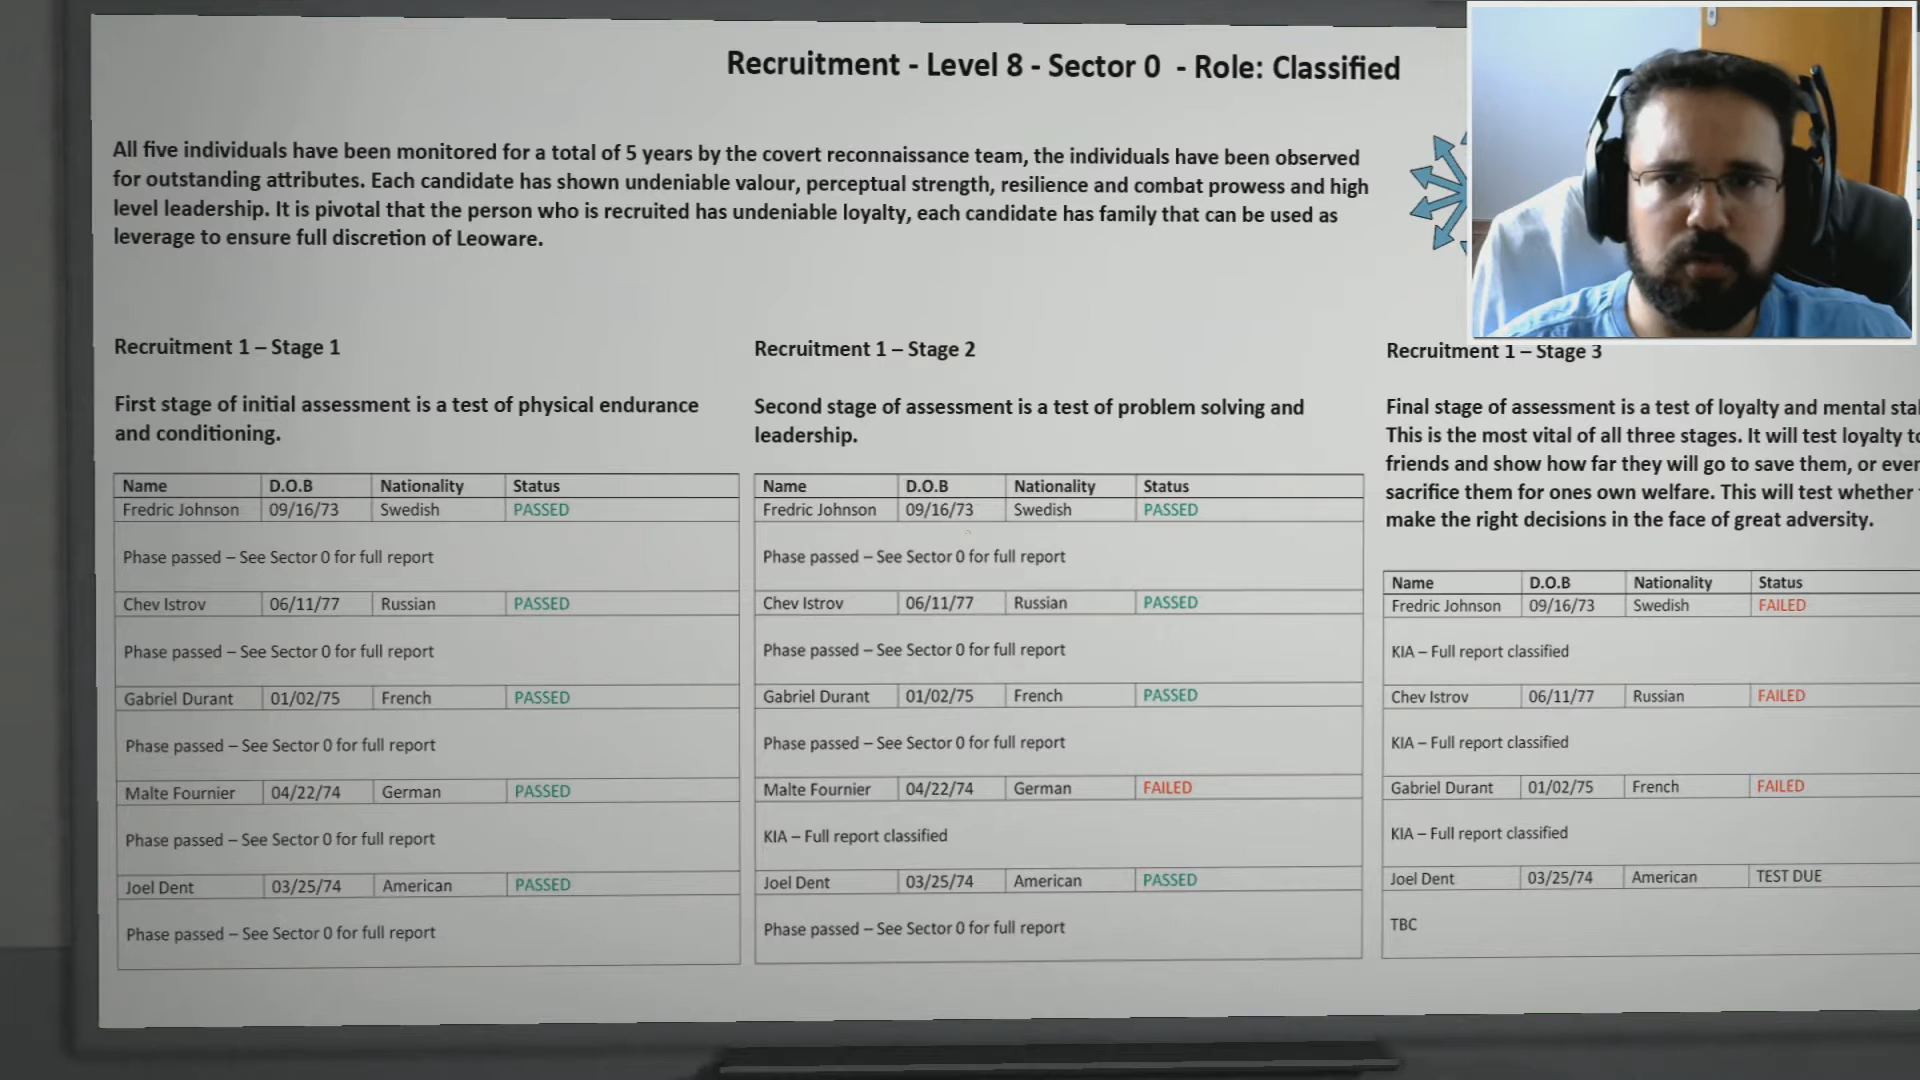 Recruitment - Level 8 - Sector 0 - Role: Classified
All five individuals have been monitored for a total of 5 years by the covert reconnaissance team, the individuals have been observed
for outstanding attributes. Each candidate has shown undeniable valour, perceptual strength, resilience and combat prowess and high
level leadership. It is pivotal that the person who is recruited has undeniable loyalty, each candidate has family that can be used as
leverage to ensure full discretion of Leoware.
Recruitment 1 – Stage 1
First stage of initial assessment is a test of physical endurance
and conditioning.
Name D.O.B Nationality Status
Fredric Johnson 09/16/73 Swedish PASSED
Phase passed – See Sector 0 for full report
Chev Istrov 06/11/77 Russian PASSED
Phase passed – See Sector 0 for full report
Gabriel Durant 01/02/75 French PASSED
Phase passed – See Sector 0 for full report
Malte Fournier 04/22/74 German PASSED
Phase passed – See Sector 0 for full report
Joel Dent 03/25/74 American PASSED
Phase passed – See Sector 0 for full report
Recruitment 1 – Stage 2
Second stage of assessment is a test of problem solving and
leadership.
Name D.O.B Nationality Status
Fredric Johnson 09/16/73 Swedish PASSED
Phase passed – See Sector 0 for full report
Chev Istrov 06/11/77 Russian PASSED
Phase passed – See Sector 0 for full report
Gabriel Durant 01/02/75 French PASSED
Phase passed – See Sector 0 for full report
Malte Fournier 04/22/74 German FAILED
KIA – Full report classified
Joel Dent 03/25/74 American PASSED
Phase passed – See Sector 0 for full report
Recruitment 1 – Stage 3
Final stage of assessment is a test of loyalty and mental
This is the most vital of all three stages. It will test loyalty
friends and show how far they will go to save them, or
sacrifice them for ones own welfare. This will test whether
make the right decisions in the face of great adversity.
Name D.O.B Nationality Status
Fredric Johnson 09/16/73 Swedish FAILED
KIA – Full report classified
Chev Istrov 06/11/77 Russian FAILED
KIA – Full report classified
Gabriel Durant 01/02/75 French FAILED
KIA – Full report classified
Joel Dent 03/25/74 American TEST DUE
TBC